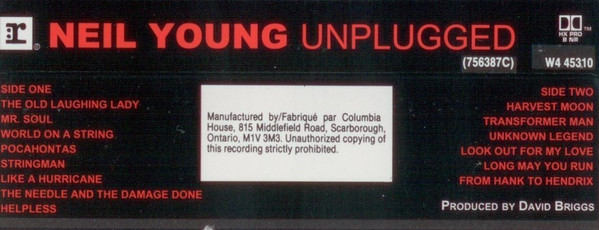 r®
NEIL YOUNG UNPLUGGED
DOLBY HX PRO
B NR
(756387C)
W4 45310
SIDE ONE
THE OLD LAUGHING LADY
MR. SOUL
WORLD ON A STRING
POCAHONTAS
STRINGMAN
LIKE A HURRICANE
THE NEEDLE AND THE DAMAGE DONE
HELPLESS
Manufactured by/Fabriqué par Columbia
House, 815 Middlefield Road, Scarborough,
Ontario, M1V 3M3. Unauthorized copying of
this recording strictly prohibited.
SIDE TWO
HARVEST MOON
TRANSFORMER MAN
UNKNOWN LEGEND
LOOK OUT FOR MY LOVE
LONG MAY YOU RUN
FROM HANK TO HENDRIX
PRODUCED BY DAVID BRIGGS